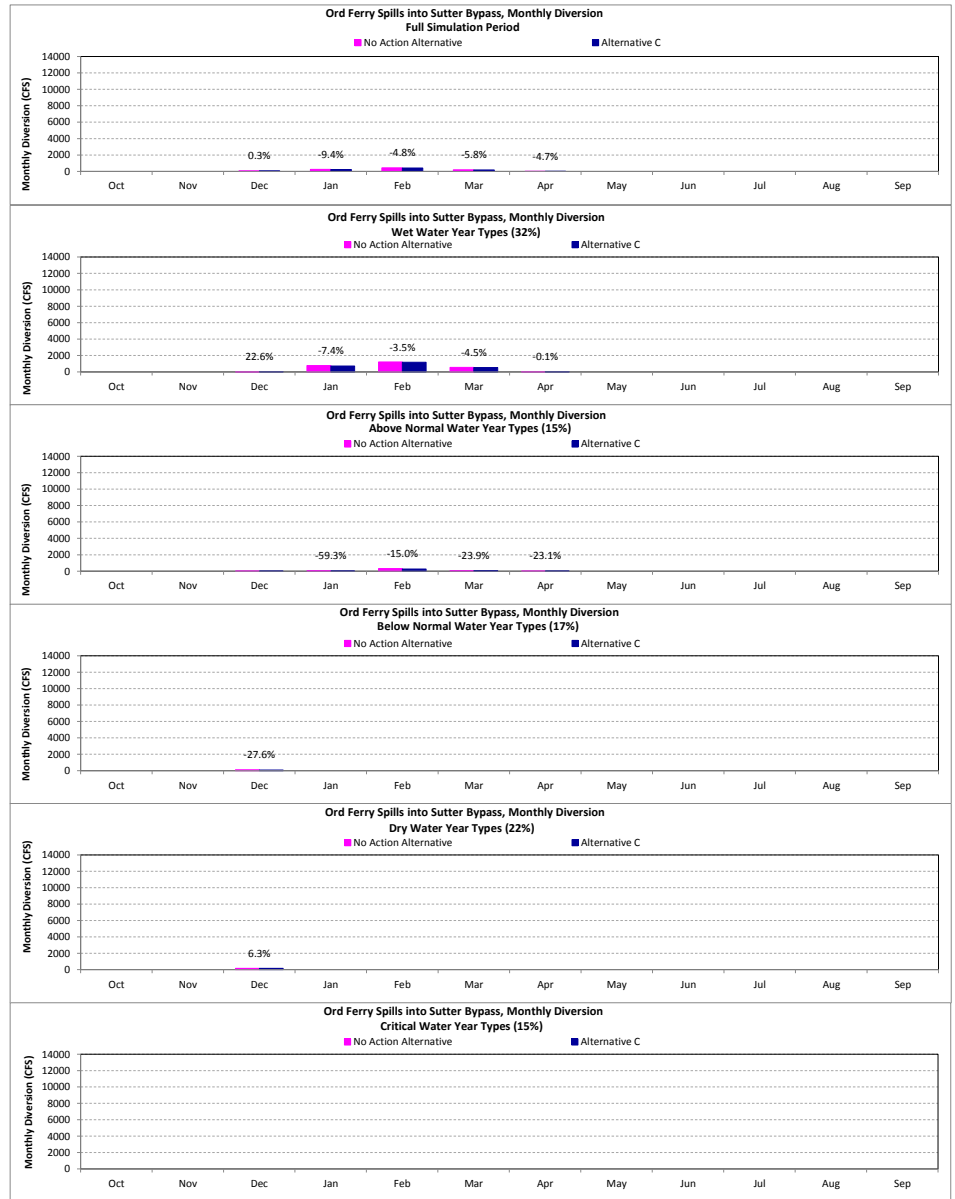 Ord Ferry Spills into Sutter Bypass, Monthly Diversion
Full Simulation Period
No Action Alternative Alternative C
Monthly Diversion (CFS)
14000
12000
10000
8000
6000
4000
2000
0
0.3% -9.4% -4.8% -5.8% -4.7%
Oct Nov Dec Jan Feb Mar Apr May Jun Jul Aug Sep
Ord Ferry Spills into Sutter Bypass, Monthly Diversion
Wet Water Year Types (32%)
No Action Alternative Alternative C
Monthly Diversion (CFS)
14000
12000
10000
8000
6000
4000
2000
0
22.6% -7.4% -3.5% -4.5% -0.1%
Oct Nov Dec Jan Feb Mar Apr May Jun Jul Aug Sep
Ord Ferry Spills into Sutter Bypass, Monthly Diversion
Above Normal Water Year Types (15%)
No Action Alternative Alternative C
Monthly Diversion (CFS)
14000
12000
10000
8000
6000
4000
2000
0
-59.3% -15.0% -23.9% -23.1%
Oct Nov Dec Jan Feb Mar Apr May Jun Jul Aug Sep
Ord Ferry Spills into Sutter Bypass, Monthly Diversion
Below Normal Water Year Types (17%)
No Action Alternative Alternative C
Monthly Diversion (CFS)
14000
12000
10000
8000
6000
4000
2000
0
-27.6%
Oct Nov Dec Jan Feb Mar Apr May Jun Jul Aug Sep
Ord Ferry Spills into Sutter Bypass, Monthly Diversion
Dry Water Year Types (22%)
No Action Alternative Alternative C
Monthly Diversion (CFS)
14000
12000
10000
8000
6000
4000
2000
0
6.3%
Oct Nov Dec Jan Feb Mar Apr May Jun Jul Aug Sep
Ord Ferry Spills into Sutter Bypass, Monthly Diversion
Critical Water Year Types (15%)
No Action Alternative Alternative C
Monthly Diversion (CFS)
14000
12000
10000
8000
6000
4000
2000
0
Oct Nov Dec Jan Feb Mar Apr May Jun Jul Aug Sep